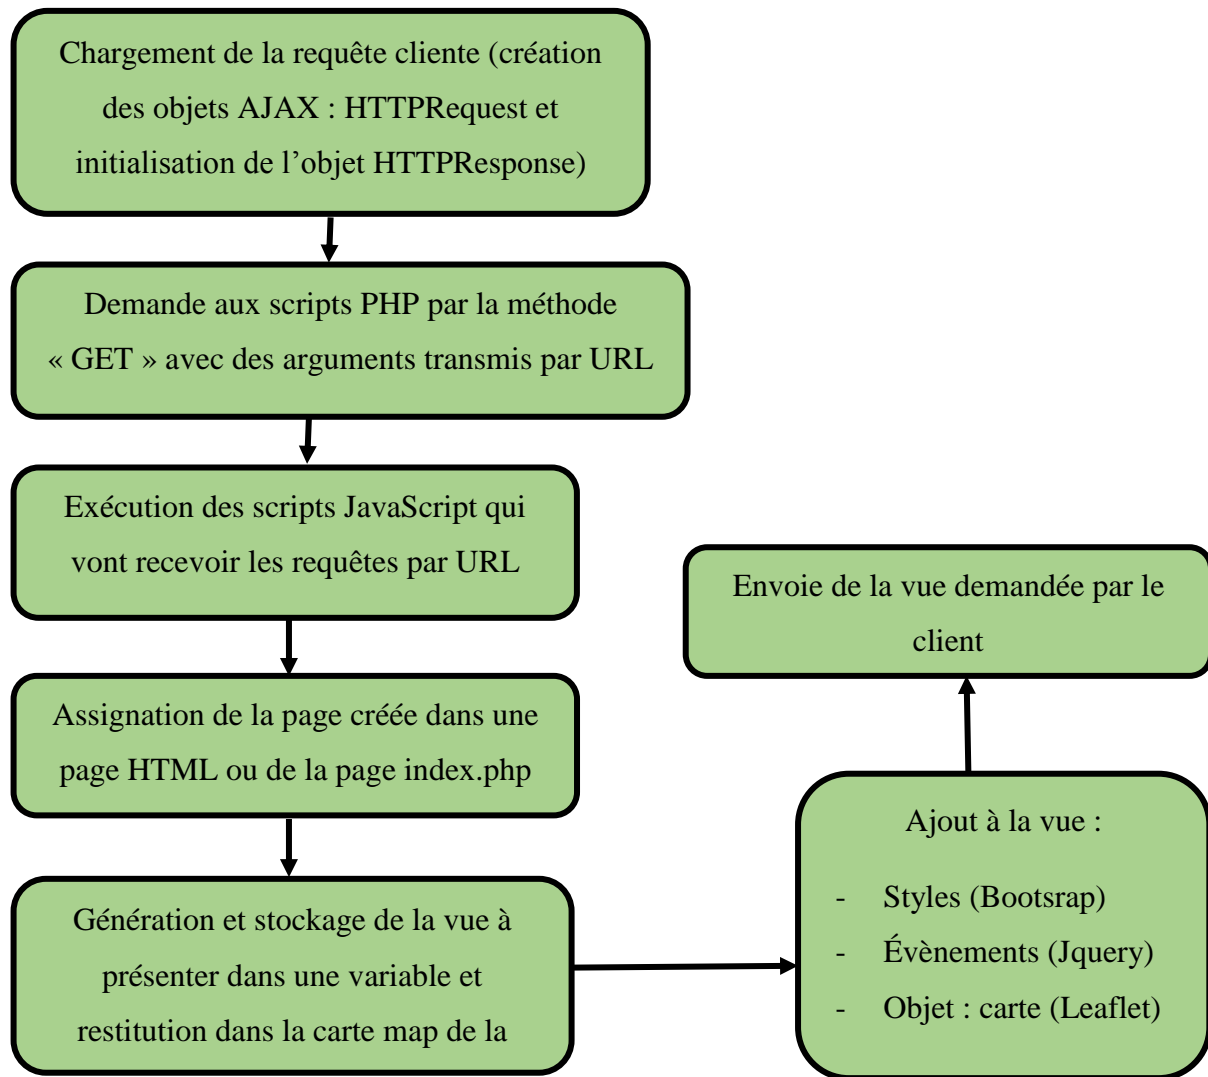 Chargement de la requête cliente (création
des objets AJAX : HTTPRequest et
initialisation de l’objet HTTPResponse)
Demande aux scripts PHP par la méthode
« GET » avec des arguments transmis par URL
Exécution des scripts JavaScript qui
vont recevoir les requêtes par URL
Assignation de la page créée dans une
page HTML ou de la page index.php
Génération et stockage de la vue à
présenter dans une variable et
restitution dans la carte map de la
Ajout à la vue :
- Styles (Bootsrap)
- Évènements (Jquery)
- Objet : carte (Leaflet)
Envoie de la vue demandée par le
client